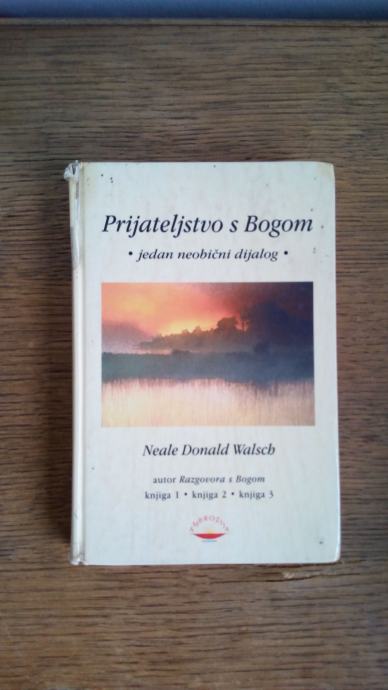 Prijateljstvo s Bogom
• jedan neobični dijalog •
Neale Donald Walsch
autor Razgovora s Bogom
knjiga 1 • knjiga 2 • knjiga 3